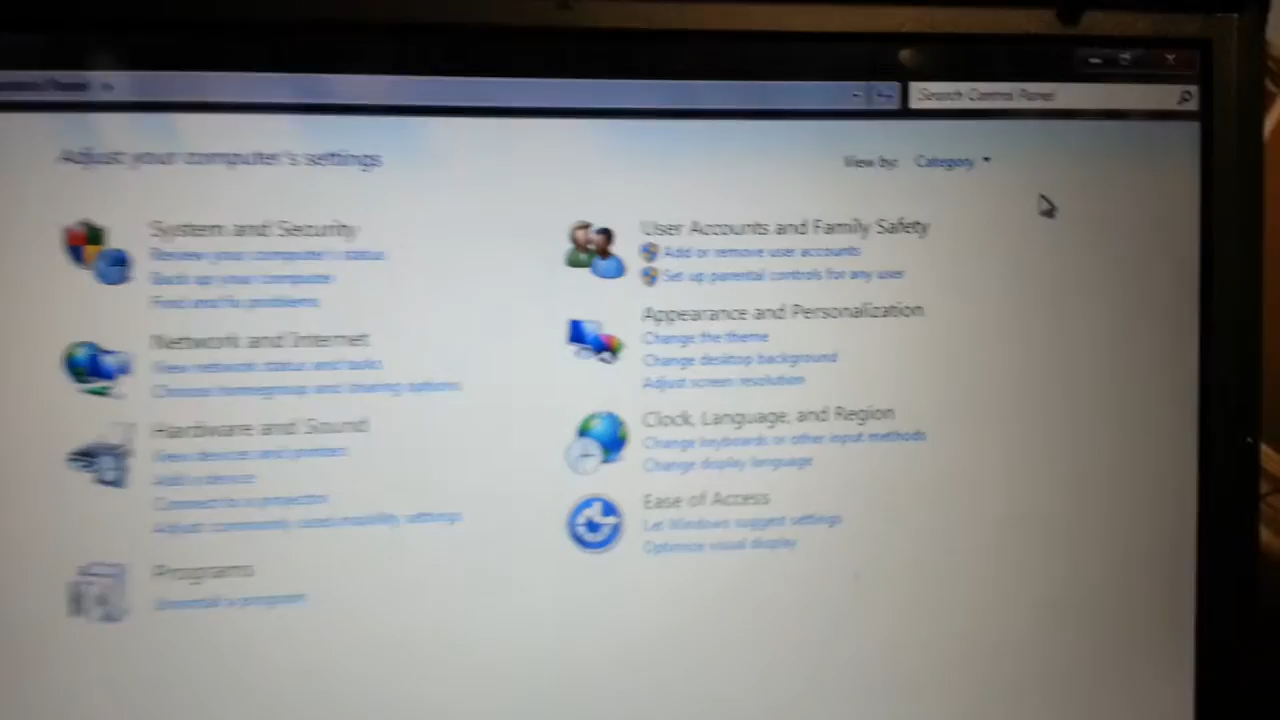 Search Control Panel
Adjust your computer's settings
View by: Category
System and Security
Review your computer's status
Back up your computer
Find and fix problems
Network and Internet
View network status and tasks
Choose homegroup and sharing options
Hardware and Sound
View devices and printers
Add a device
Connect to a projector
Adjust commonly used mobility settings
Programs
Uninstall a program
User Accounts and Family Safety
Add or remove user accounts
Set up parental controls for any user
Appearance and Personalization
Change the theme
Change desktop background
Adjust screen resolution
Clock, Language, and Region
Change keyboards or other input methods
Change display language
Ease of Access
Let Windows suggest settings
Optimize visual display